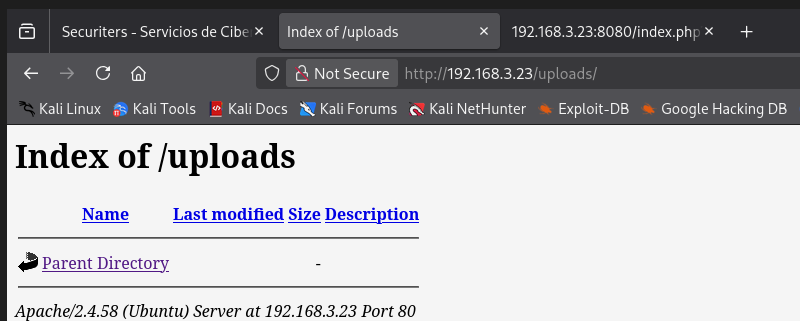 Securiters - Servicios de Cibe
Index of /uploads
192.168.3.23:8080/index.php
Not Secure
http://192.168.3.23/uploads/
Kali Linux
Kali Tools
Kali Docs
Kali Forums
Kali NetHunter
Exploit-DB
Google Hacking DB
Index of /uploads
Name Last modified Size Description
Parent Directory -
Apache/2.4.58 (Ubuntu) Server at 192.168.3.23 Port 80